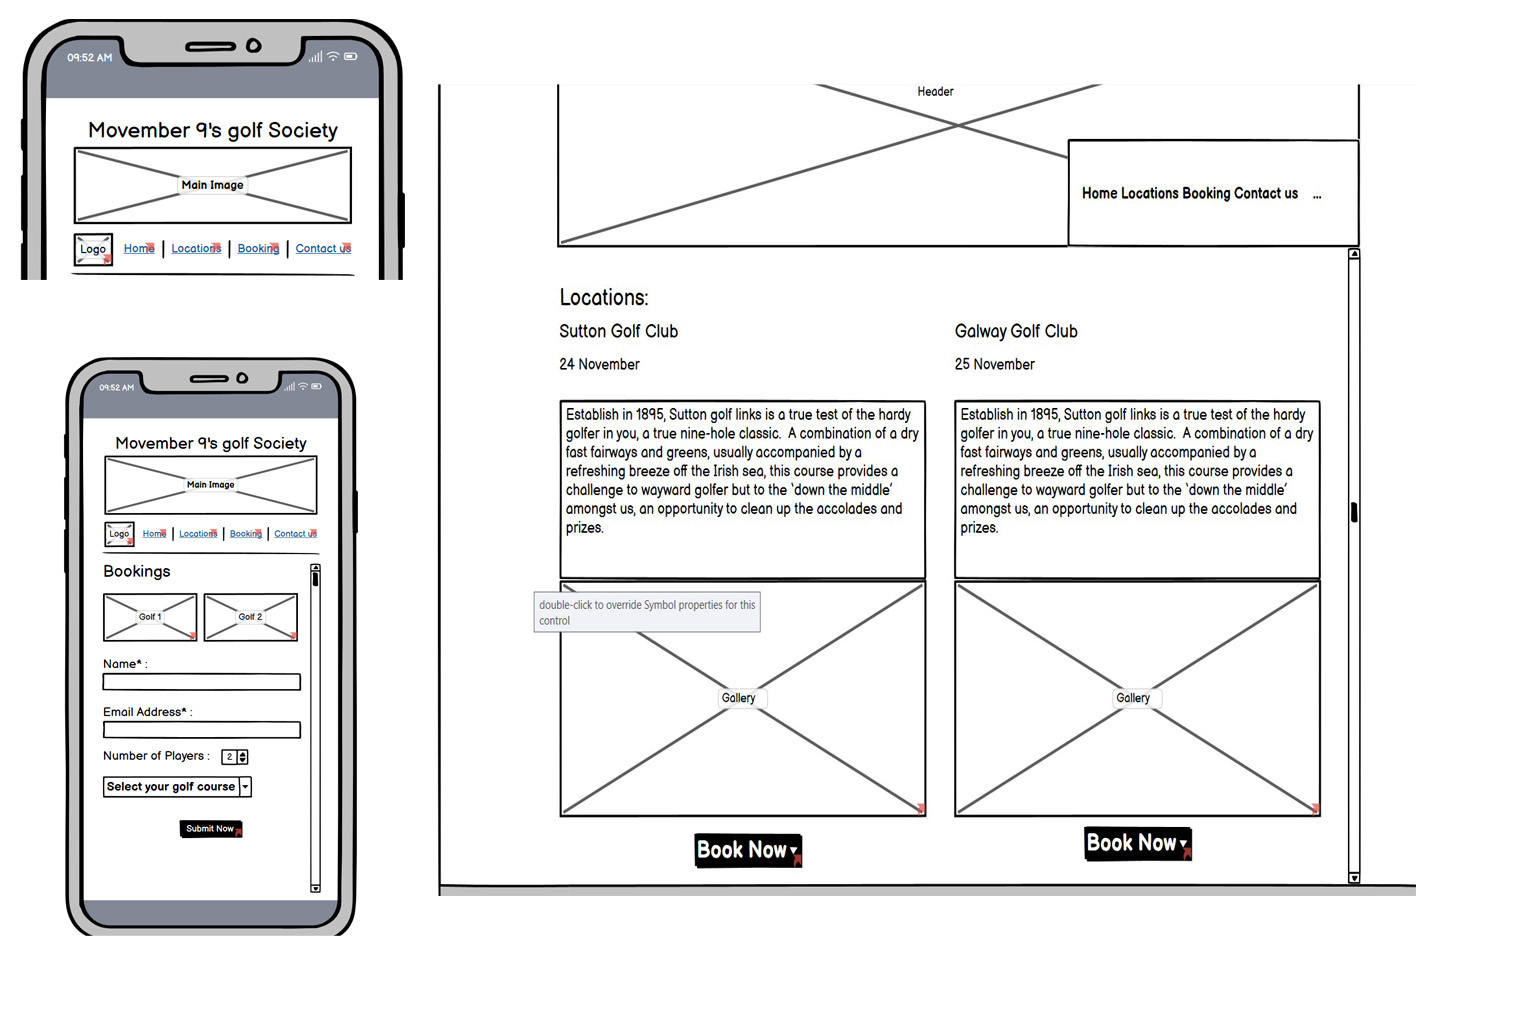 09:52 AM
Movember 9's golf Society
Main Image
Logo Home | Locations | Booking | Contact us
09:52 AM
Movember 9's golf Society
Main Image
Logo Home | Locations | Booking | Contact us
Bookings
Golf 1 Golf 2
Name* :
Email Address* :
Number of Players : 2
Select your golf course
Submit Now
Header
Home Locations Booking Contact us ...
Locations:
Sutton Golf Club
24 November
Establish in 1895, Sutton golf links is a true test of the hardy
golfer in you, a true nine-hole classic. A combination of a dry
fast fairways and greens, usually accompanied by a
refreshing breeze off the Irish sea, this course provides a
challenge to wayward golfer but to the ‘down the middle’
amongst us, an opportunity to clean up the accolades and
prizes.
double-click to override Symbol properties for this
control
Gallery
Book Now
Galway Golf Club
25 November
Establish in 1895, Sutton golf links is a true test of the hardy
golfer in you, a true nine-hole classic. A combination of a dry
fast fairways and greens, usually accompanied by a
refreshing breeze off the Irish sea, this course provides a
challenge to wayward golfer but to the ‘down the middle’
amongst us, an opportunity to clean up the accolades and
prizes.
Gallery
Book Now